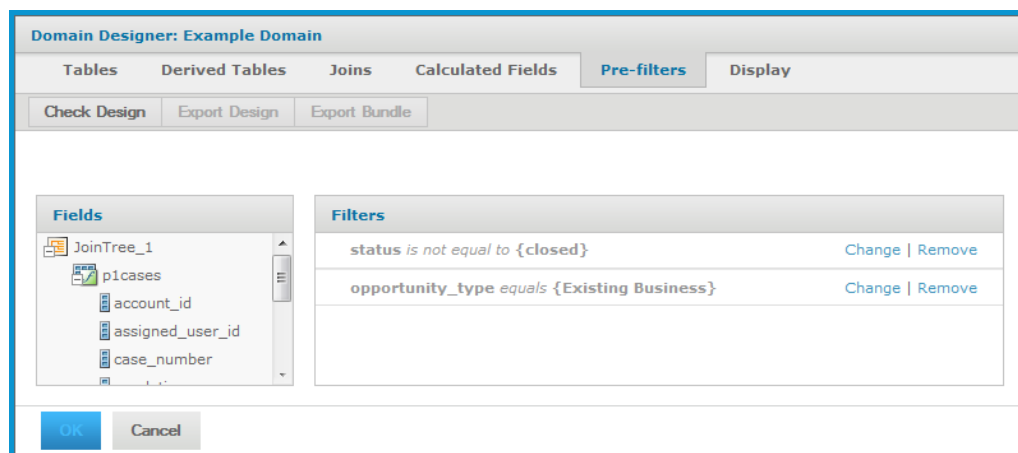 Domain Designer: Example Domain
Tables Derived Tables Joins Calculated Fields Pre-filters Display
Check Design Export Design Export Bundle
Fields
JoinTree_1
p1cases
account_id
assigned_user_id
case_number
Filters
status is not equal to {closed} Change | Remove
opportunity_type equals {Existing Business} Change | Remove
OK Cancel